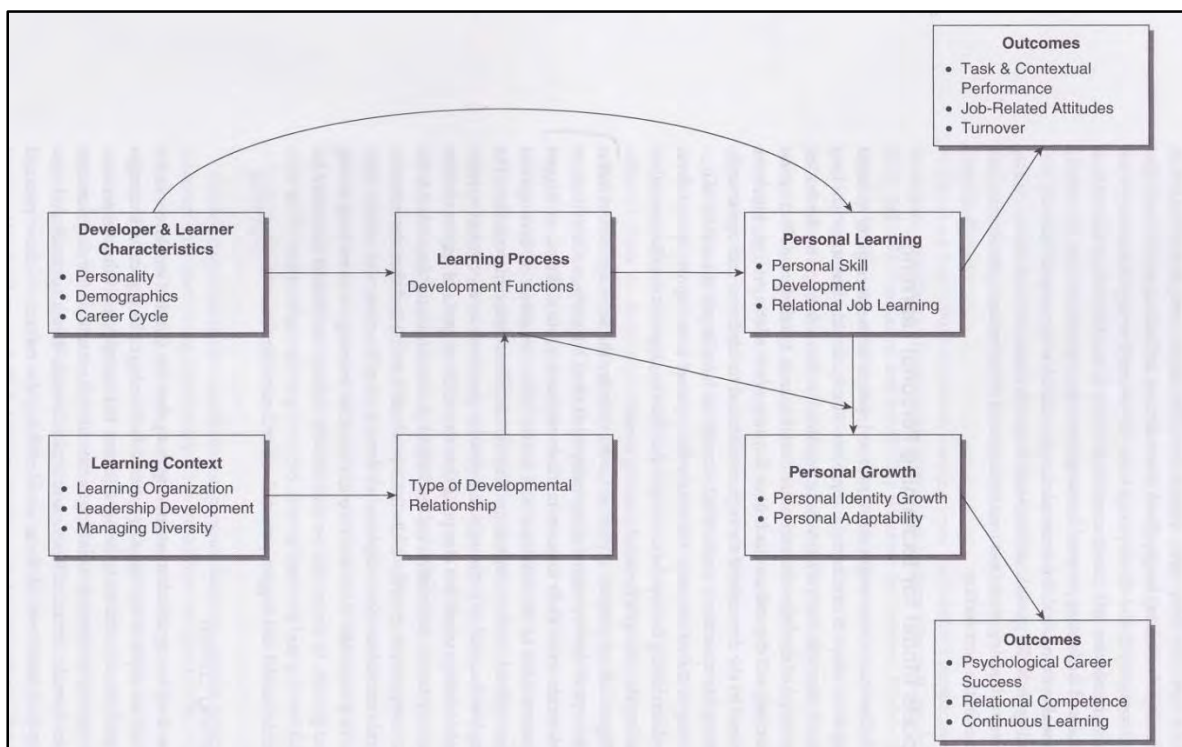 Outcomes
• Task & Contextual
Performance
• Job-Related Attitudes
• Turnover
Developer & Learner
Characteristics
• Personality
• Demographics
• Career Cycle
Learning Process
Development Functions
Personal Learning
• Personal Skill
Development
• Relational Job Learning
Learning Context
• Learning Organization
• Leadership Development
• Managing Diversity
Type of Developmental
Relationship
Personal Growth
• Personal Identity Growth
• Personal Adaptability
Outcomes
• Psychological Career
Success
• Relational Competence
• Continuous Learning